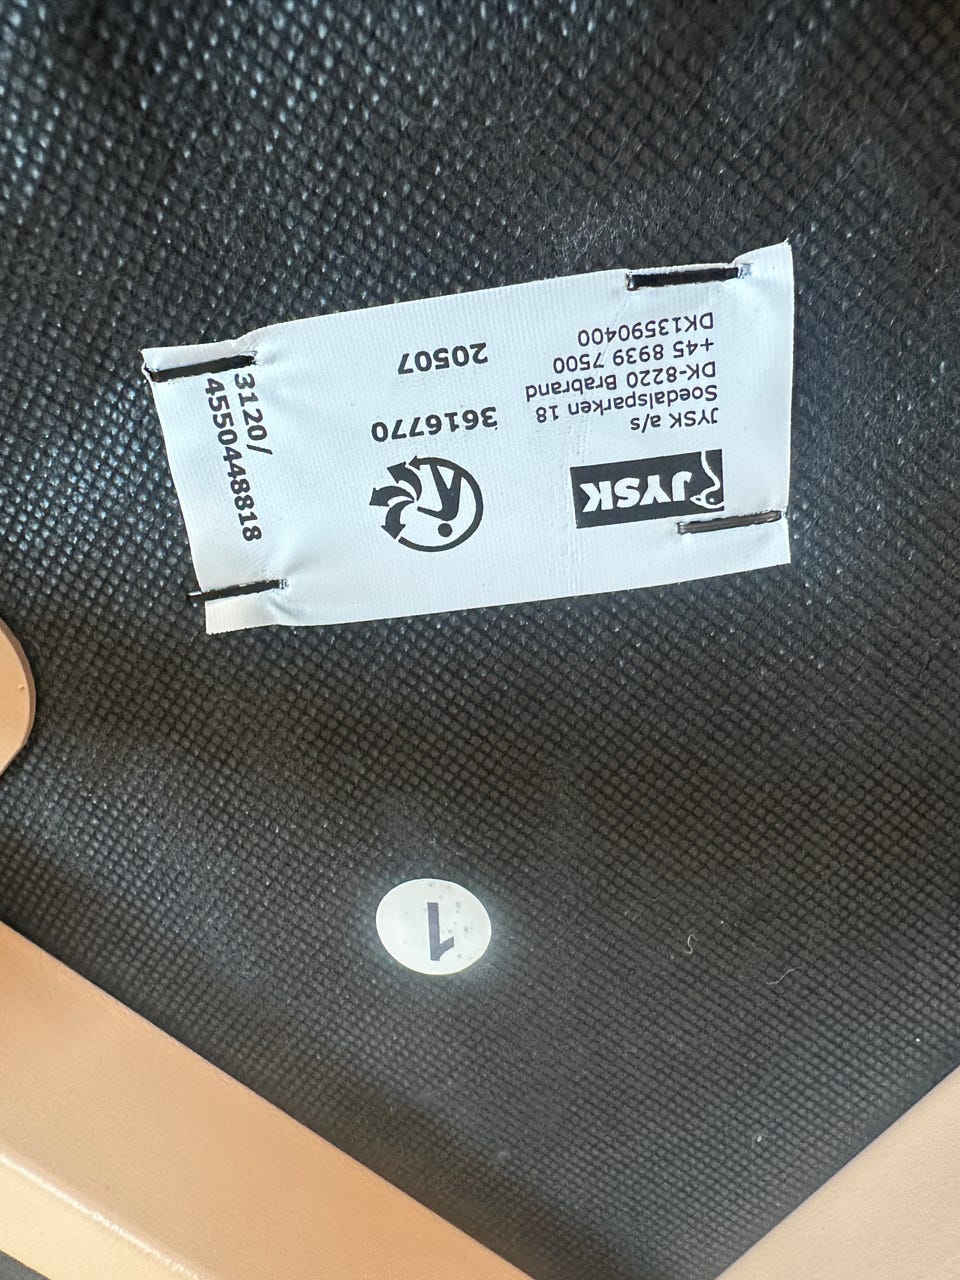 JYSK
JYSK a/s
Soedalsparken 18
DK-8220 Brabrand
+45 8939 7500
DK13590400
3616770
20507
3120/
4550448818
1